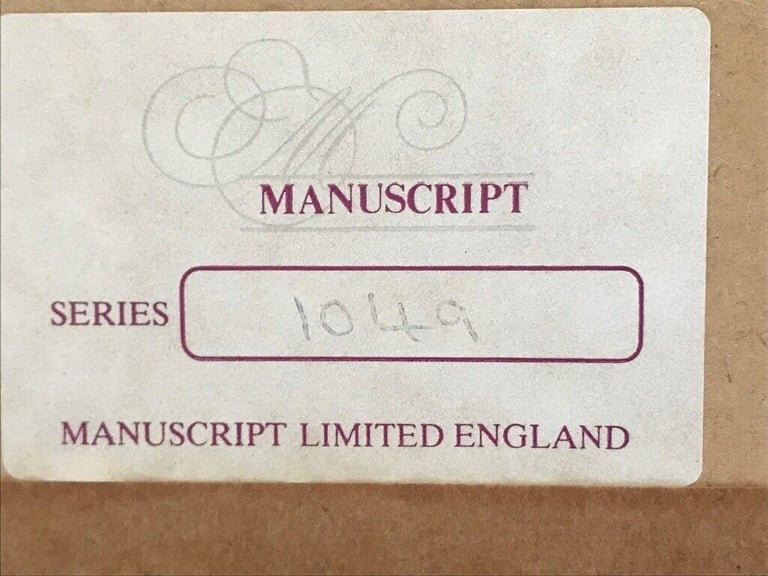 M
MANUSCRIPT
SERIES 1049
MANUSCRIPT LIMITED ENGLAND